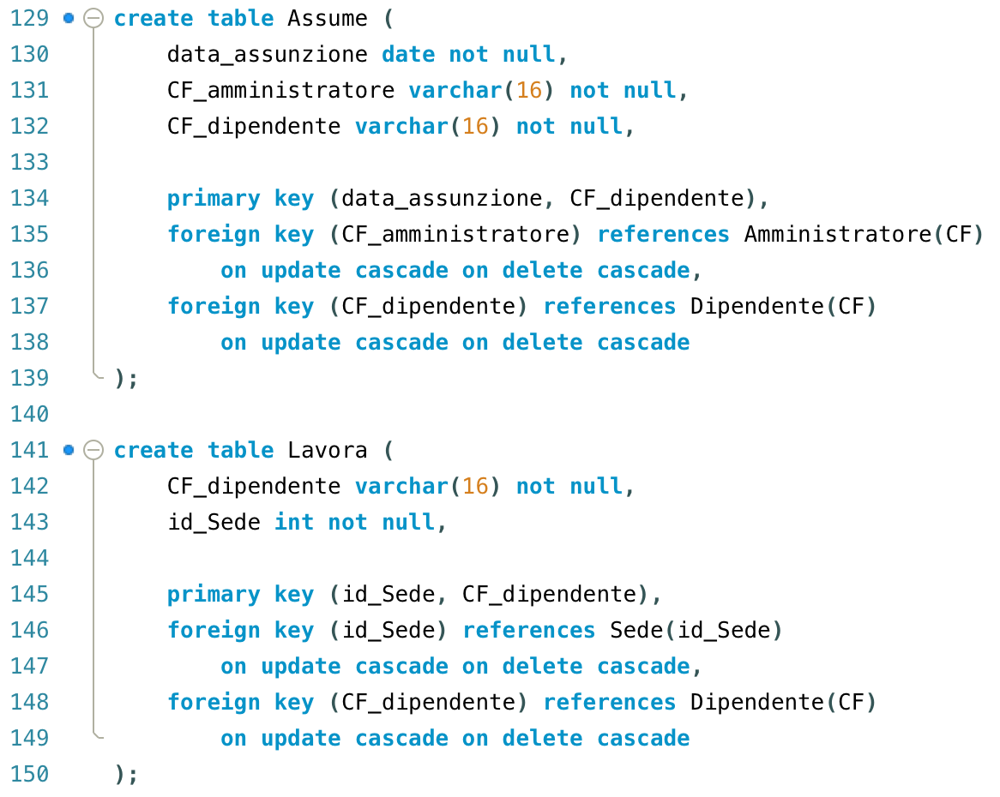 129 create table Assume (
130 data_assunzione date not null,
131 CF_amministratore varchar(16) not null,
132 CF_dipendente varchar(16) not null,
133
134 primary key (data_assunzione, CF_dipendente),
135 foreign key (CF_amministratore) references Amministratore(CF)
136 on update cascade on delete cascade,
137 foreign key (CF_dipendente) references Dipendente(CF)
138 on update cascade on delete cascade
139 );
140
141 create table Lavora (
142 CF_dipendente varchar(16) not null,
143 id_Sede int not null,
144
145 primary key (id_Sede, CF_dipendente),
146 foreign key (id_Sede) references Sede(id_Sede)
147 on update cascade on delete cascade,
148 foreign key (CF_dipendente) references Dipendente(CF)
149 on update cascade on delete cascade
150 );